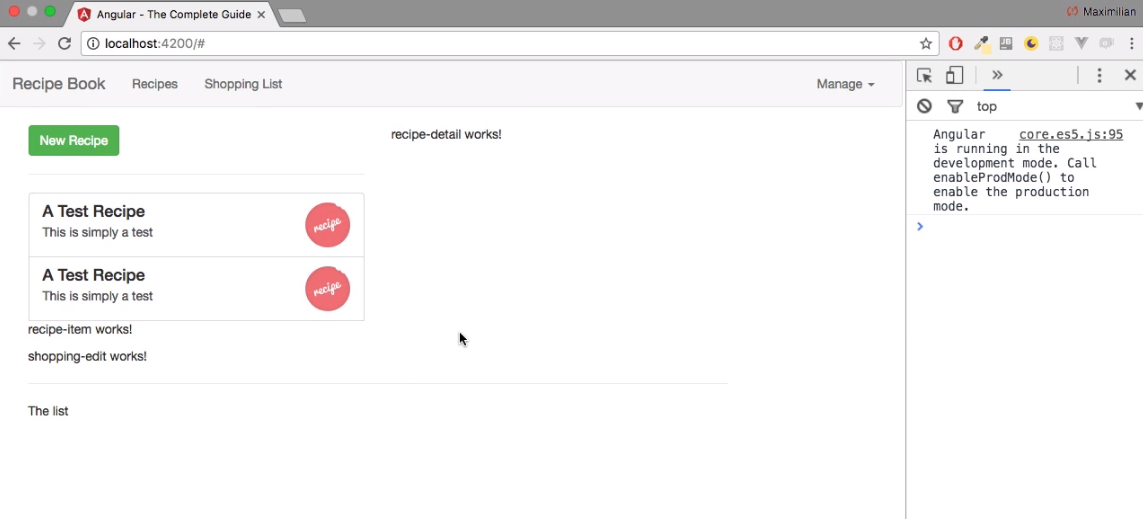 Angular - The Complete Guide
Maximilian
localhost:4200/#
Recipe Book
Recipes
Shopping List
Manage
top
New Recipe
recipe-detail works!
A Test Recipe
This is simply a test
recipe
A Test Recipe
This is simply a test
recipe
recipe-item works!
shopping-edit works!
The list
Angular core.es5.js:95
is running in the
development mode. Call
enableProdMode() to
enable the production
mode.